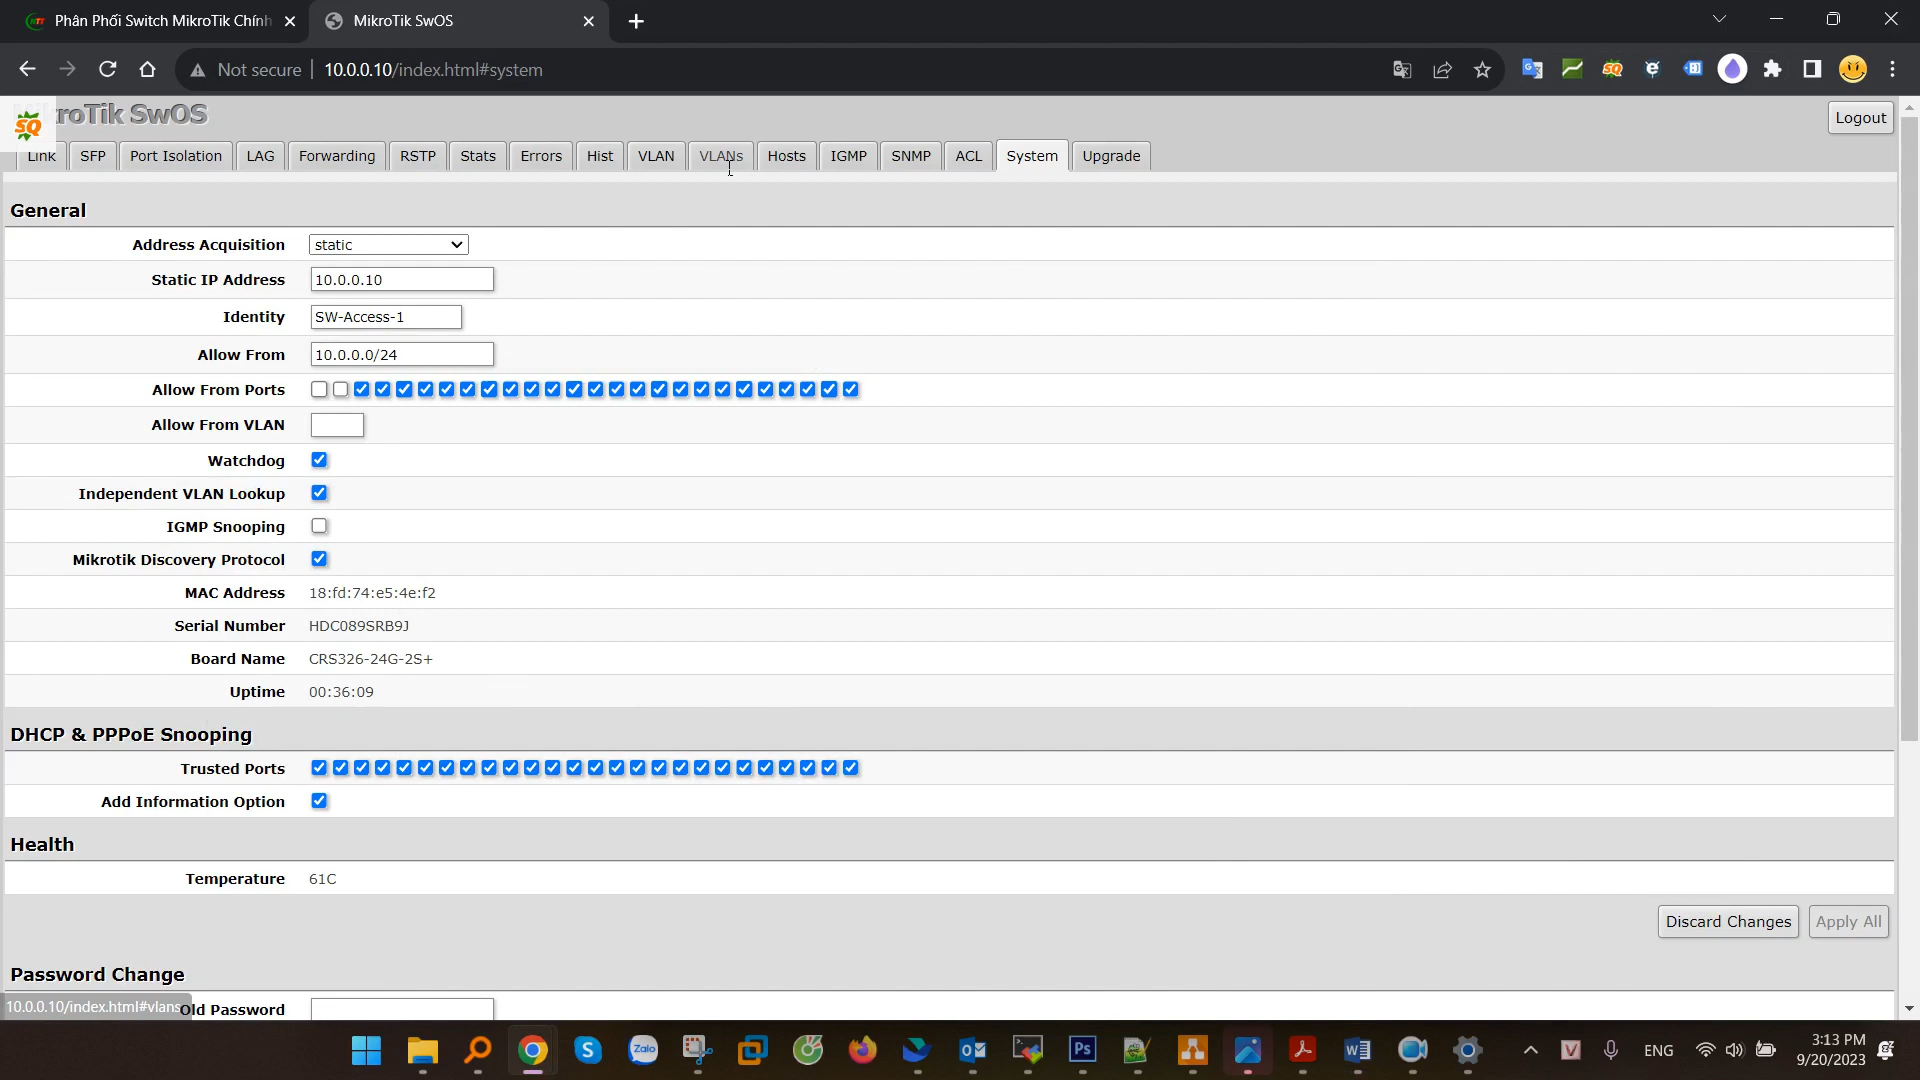 Phân Phối Switch MikroTik Chính
MikroTik SwOS
Not secure
10.0.0.10/index.html#system
SQ
kroTik SwOS
Logout
Link
SFP
Port Isolation
LAG
Forwarding
RSTP
Stats
Errors
Hist
VLAN
VLANs
Hosts
IGMP
SNMP
ACL
System
Upgrade
General
Address Acquisition static
Static IP Address 10.0.0.10
Identity SW-Access-1
Allow From 10.0.0.0/24
Allow From Ports
Allow From VLAN
Watchdog
Independent VLAN Lookup
IGMP Snooping
Mikrotik Discovery Protocol
MAC Address 18:fd:74:e5:4e:f2
Serial Number HDC089SRB9J
Board Name CRS326-24G-2S+
Uptime 00:36:09
DHCP & PPPoE Snooping
Trusted Ports
Add Information Option
Health
Temperature 61C
Discard Changes
Apply All
Password Change
Old Password
10.0.0.10/index.html#vlans
Zalo
Ps
ENG
3:13 PM
9/20/2023